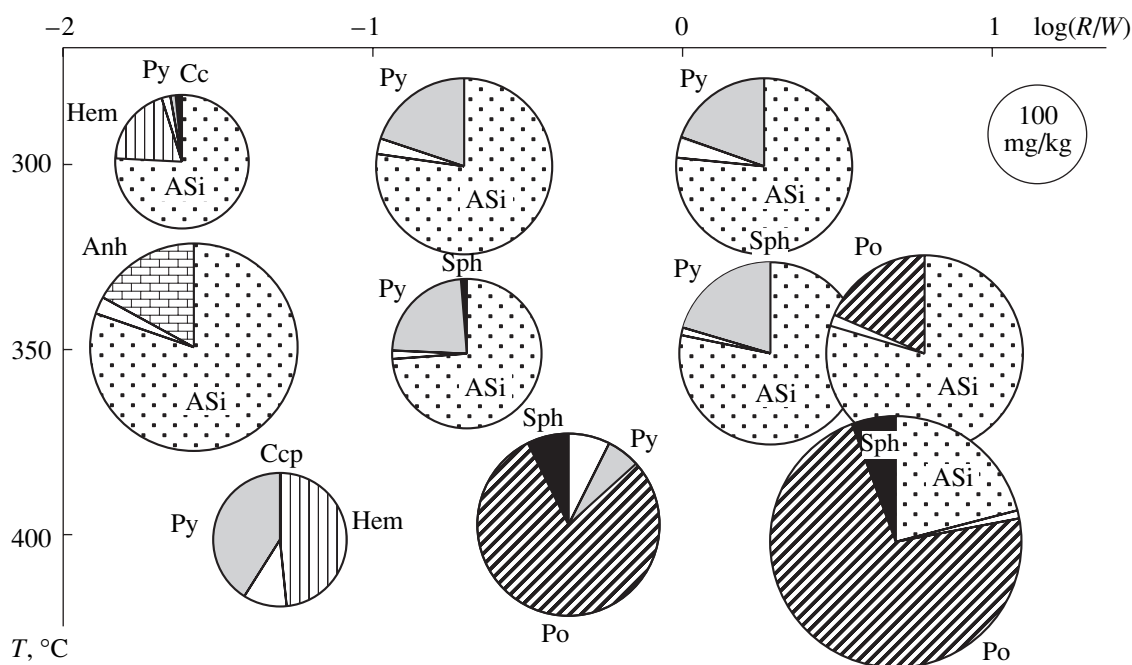 −2 −1 0 1 log(R/W)
Py Cc Py Py
Hem 100
mg/kg
300
ASi ASi ASi
Anh Sph Po
Py Sph Py
350
ASi ASi ASi ASi
Sph Py Sph ASi
Ccp
Py Hem
400
Po
T, °C Po